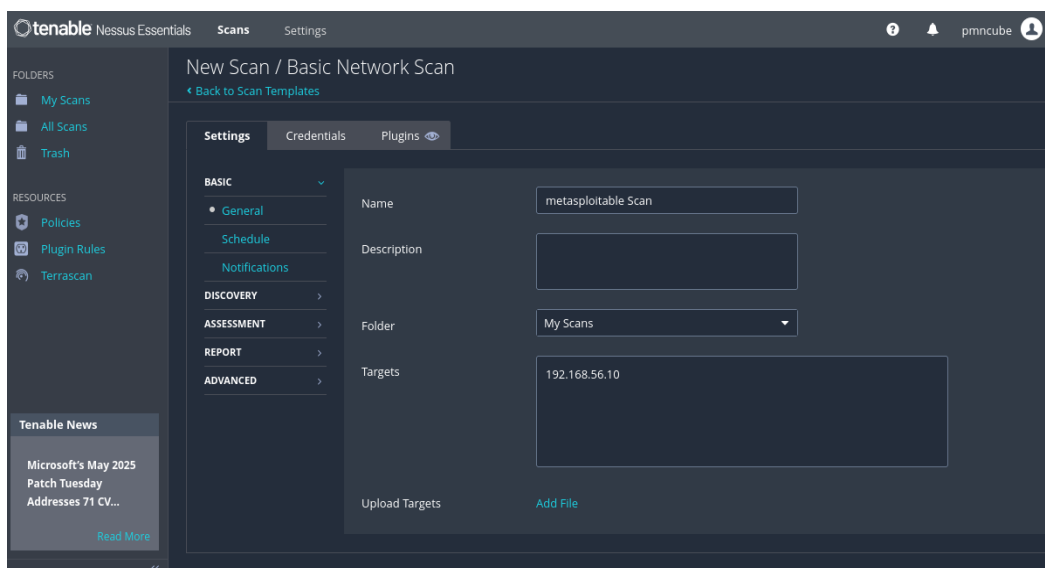 tenable Nessus Essentials Scans Settings pmncube
FOLDERS
My Scans
All Scans
Trash
RESOURCES
Policies
Plugin Rules
Terrascan
Tenable News
Microsoft's May 2025
Patch Tuesday
Addresses 71 CV...
Read More
New Scan / Basic Network Scan
Back to Scan Templates
Settings Credentials Plugins
BASIC
General
Schedule
Notifications
DISCOVERY
ASSESSMENT
REPORT
ADVANCED
Name metasploitable Scan
Description
Folder My Scans
Targets 192.168.56.10
Upload Targets Add File